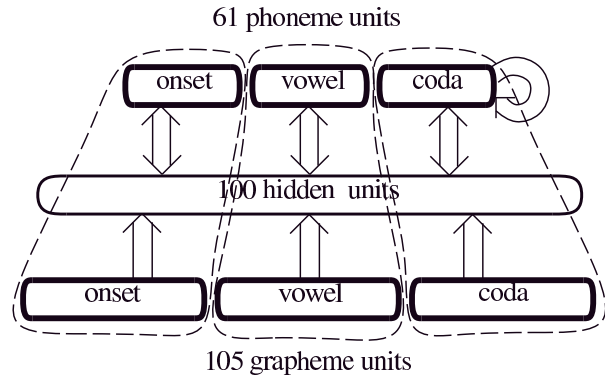 61 phoneme units
onset vowel coda
100 hidden units
onset vowel coda
105 grapheme units